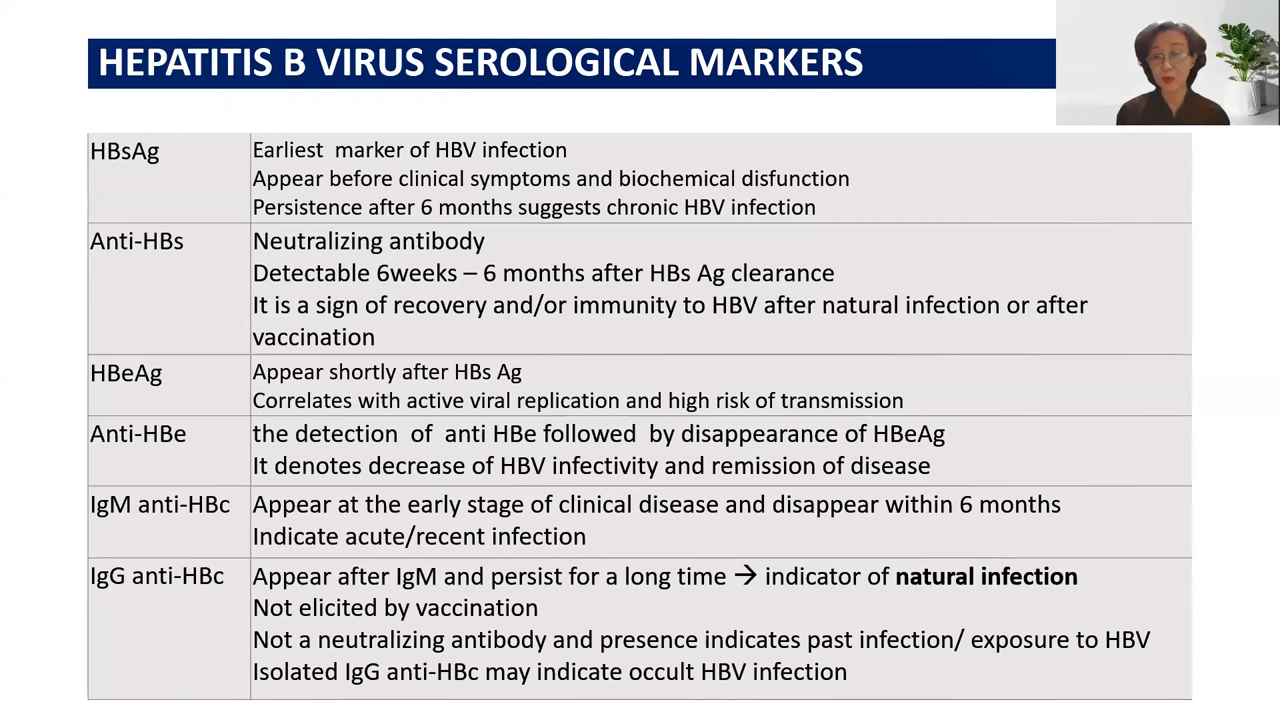 HEPATITIS B VIRUS SEROLOGICAL MARKERS
HBsAg
Earliest marker of HBV infection
Appear before clinical symptoms and biochemical disfunction
Persistence after 6 months suggests chronic HBV infection
Anti-HBs
Neutralizing antibody
Detectable 6weeks – 6 months after HBs Ag clearance
It is a sign of recovery and/or immunity to HBV after natural infection or after
vaccination
HBeAg
Appear shortly after HBs Ag
Correlates with active viral replication and high risk of transmission
Anti-HBe
the detection of anti HBe followed by disappearance of HBeAg
It denotes decrease of HBV infectivity and remission of disease
IgM anti-HBc
Appear at the early stage of clinical disease and disappear within 6 months
Indicate acute/recent infection
IgG anti-HBc
Appear after IgM and persist for a long time → indicator of natural infection
Not elicited by vaccination
Not a neutralizing antibody and presence indicates past infection/ exposure to HBV
Isolated IgG anti-HBc may indicate occult HBV infection